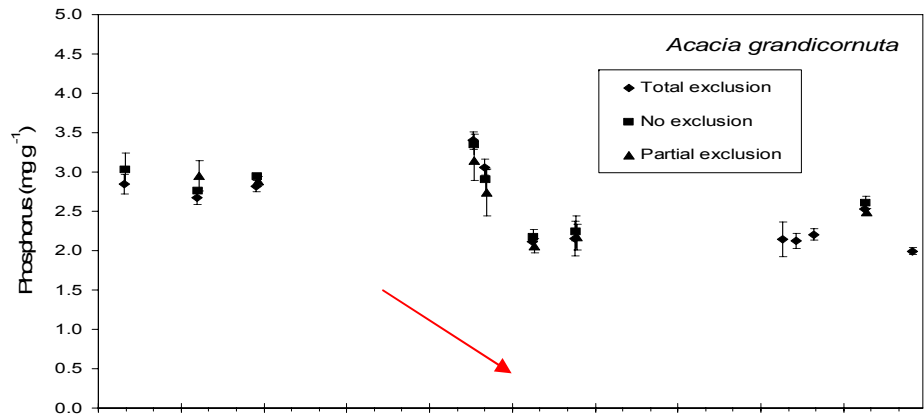 5.0
Acacia grandicornuta
4.5
4.0
Total exclusion
3.5
No exclusion
3.0
Partial exclusion
2.5
2.0
1.5
1.0
0.5
0.0
Phosphorus (mg g-1)